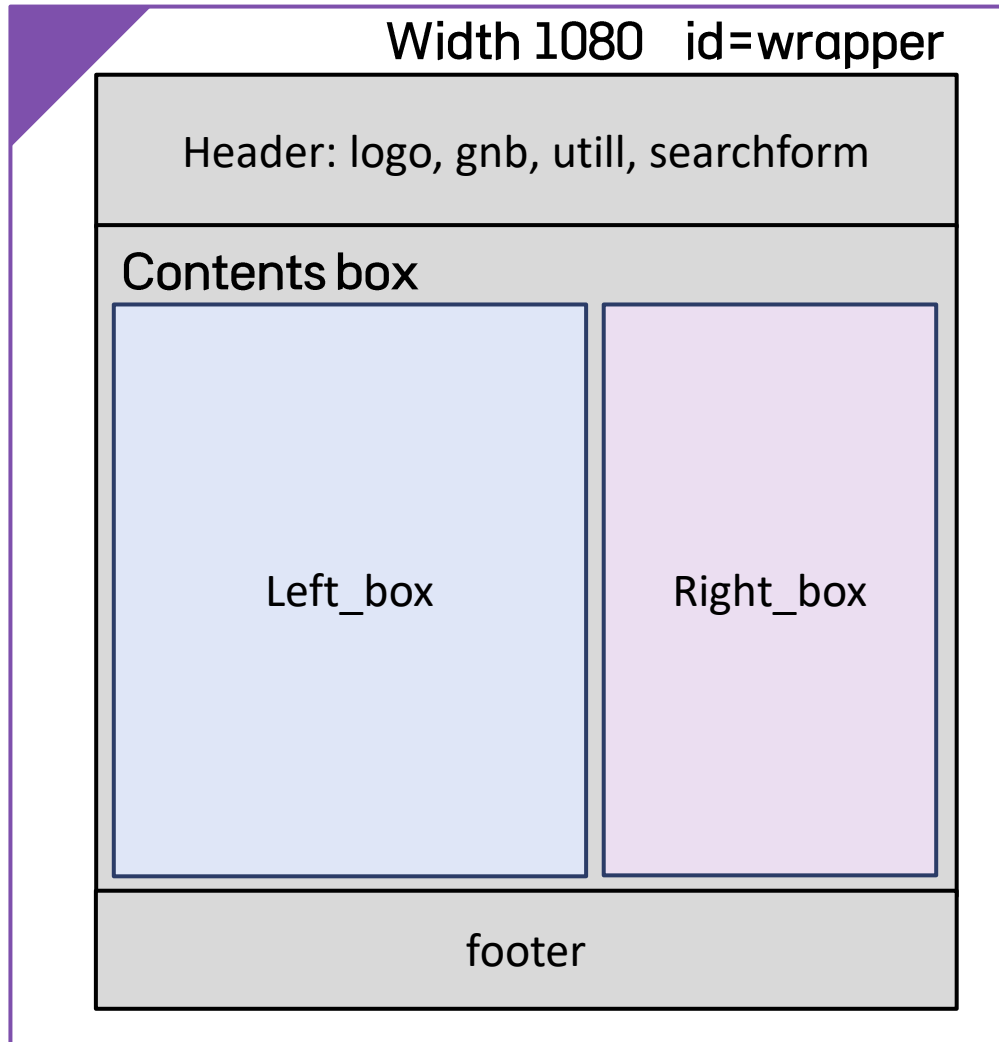 Width 1080 id=wrapper
Header: logo, gnb, utill, searchform
Contents box
Left_box
Right_box
footer